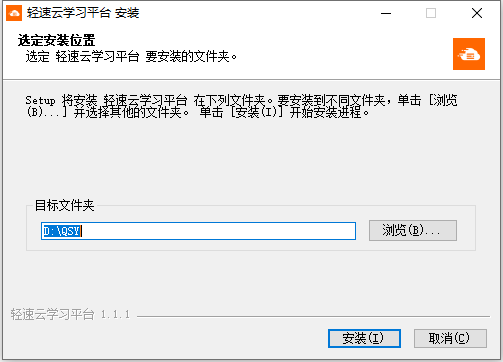 轻速云学习平台 安装
选定安装位置
选定 轻速云学习平台 要安装的文件夹。
Setup 将安装 轻速云学习平台 在下列文件夹。要安装到不同文件夹，单击 [浏览
(B)...] 并选择其他的文件夹。 单击 [安装(I)] 开始安装进程。
目标文件夹
D:\QSY
浏览(B)...
轻速云学习平台 1.1.1
安装(I)
取消(C)